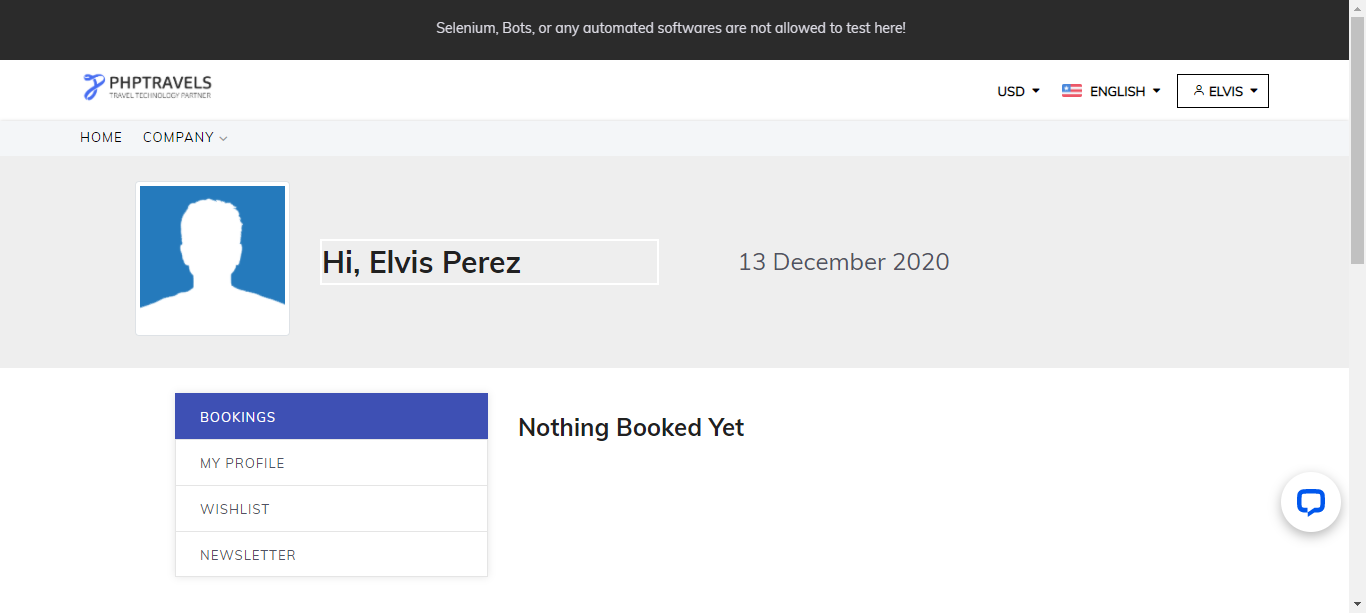 Selenium, Bots, or any automated softwares are not allowed to test here!
PHPTRAVELS
TRAVEL TECHNOLOGY PARTNER
USD
ENGLISH
ELVIS
HOME
COMPANY
Hi, Elvis Perez
13 December 2020
BOOKINGS
MY PROFILE
WISHLIST
NEWSLETTER
Nothing Booked Yet